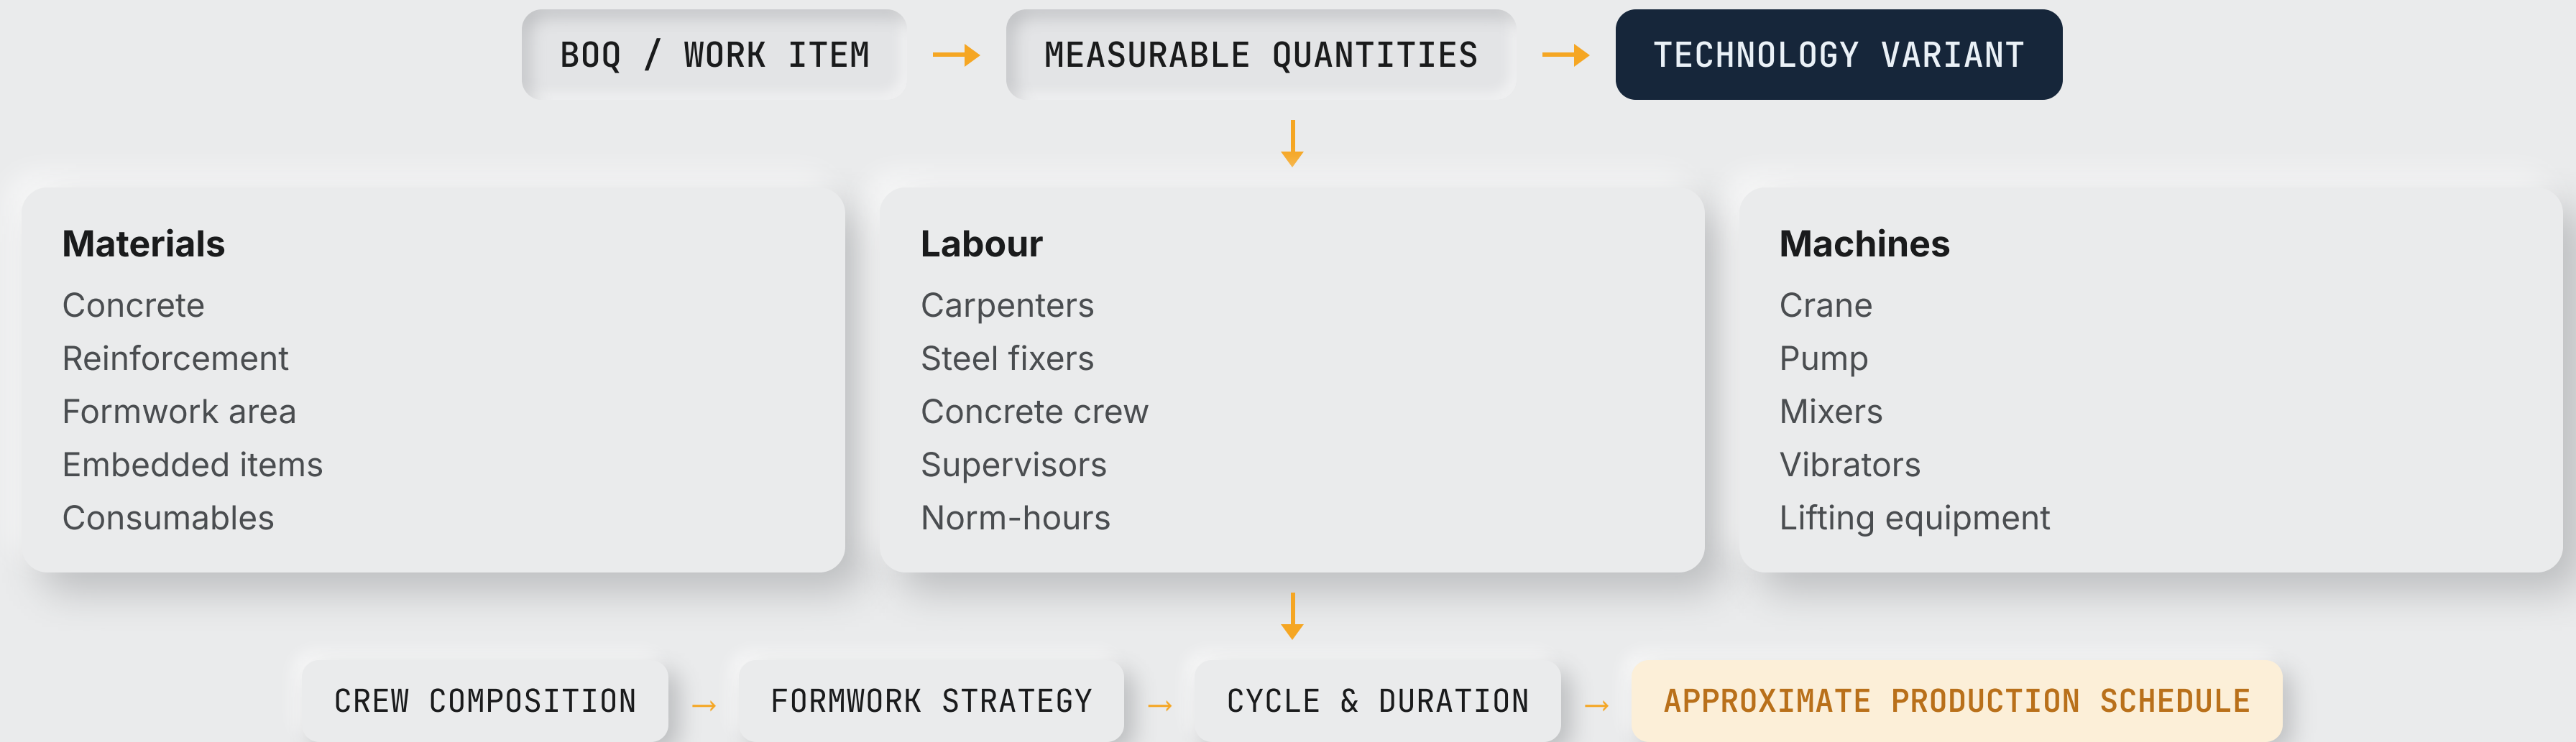 BOQ / WORK ITEM → MEASURABLE QUANTITIES → TECHNOLOGY VARIANT
Materials
Concrete
Reinforcement
Formwork area
Embedded items
Consumables
Labour
Carpenters
Steel fixers
Concrete crew
Supervisors
Norm-hours
Machines
Crane
Pump
Mixers
Vibrators
Lifting equipment
CREW COMPOSITION → FORMWORK STRATEGY → CYCLE & DURATION → APPROXIMATE PRODUCTION SCHEDULE